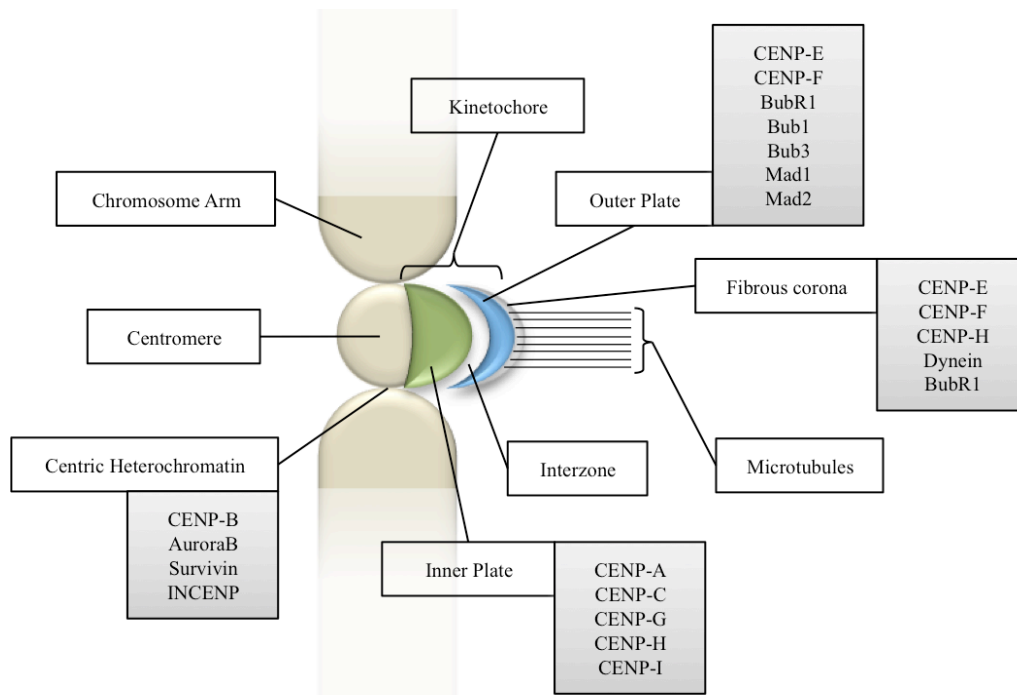 CENP-E
CENP-F
BubR1
Bub1
Bub3
Mad1
Mad2
Kinetochore
Chromosome Arm
Outer Plate
Fibrous corona
CENP-E
CENP-F
CENP-H
Dynein
BubR1
Centromere
Centric Heterochromatin
CENP-B
AuroraB
Survivin
INCENP
Interzone
Microtubules
Inner Plate
CENP-A
CENP-C
CENP-G
CENP-H
CENP-I